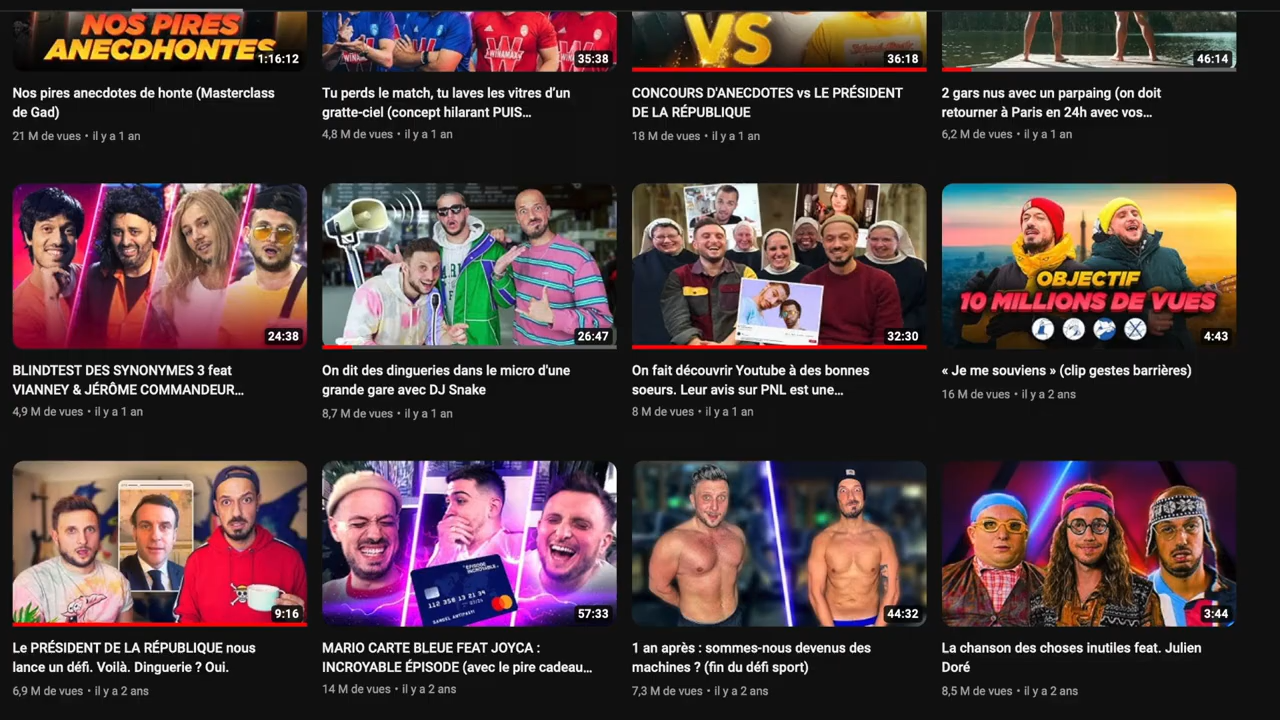 NOS PIRES
ANECDHONTES
1:16:12
WINAMAX
35:38
VS
36:18
46:14
Nos pires anecdotes de honte (Masterclass
de Gad)
21 M de vues • il y a 1 an
Tu perds le match, tu laves les vitres d'un
gratte-ciel (concept hilarant PUIS…
4,8 M de vues • il y a 1 an
CONCOURS D'ANECDOTES vs LE PRÉSIDENT
DE LA RÉPUBLIQUE
18 M de vues • il y a 1 an
2 gars nus avec un parpaing (on doit
retourner à Paris en 24h avec vos…
6,2 M de vues • il y a 1 an
24:38
26:47
32:30
OBJECTIF
10 MILLIONS DE VUES
4:43
BLINDTEST DES SYNONYMES 3 feat
VIANNEY & JÉRÔME COMMANDEUR…
4,9 M de vues • il y a 1 an
On dit des dingueries dans le micro d'une
grande gare avec DJ Snake
8,7 M de vues • il y a 1 an
On fait découvrir Youtube à des bonnes
soeurs. Leur avis sur PNL est une…
8 M de vues • il y a 1 an
« Je me souviens » (clip gestes barrières)
16 M de vues • il y a 2 ans
9:16
ÉPISODE
INCROYABLE
112 358 13 21 34
SAMUEL ANTIPASTI
57:33
44:32
3:44
Le PRÉSIDENT DE LA RÉPUBLIQUE nous
lance un défi. Voilà. Dinguerie ? Oui.
6,9 M de vues • il y a 2 ans
MARIO CARTE BLEUE FEAT JOYCA :
INCROYABLE ÉPISODE (avec le pire cadeau…
14 M de vues • il y a 2 ans
1 an après : sommes-nous devenus des
machines ? (fin du défi sport)
7,3 M de vues • il y a 2 ans
La chanson des choses inutiles feat. Julien
Doré
8,5 M de vues • il y a 2 ans